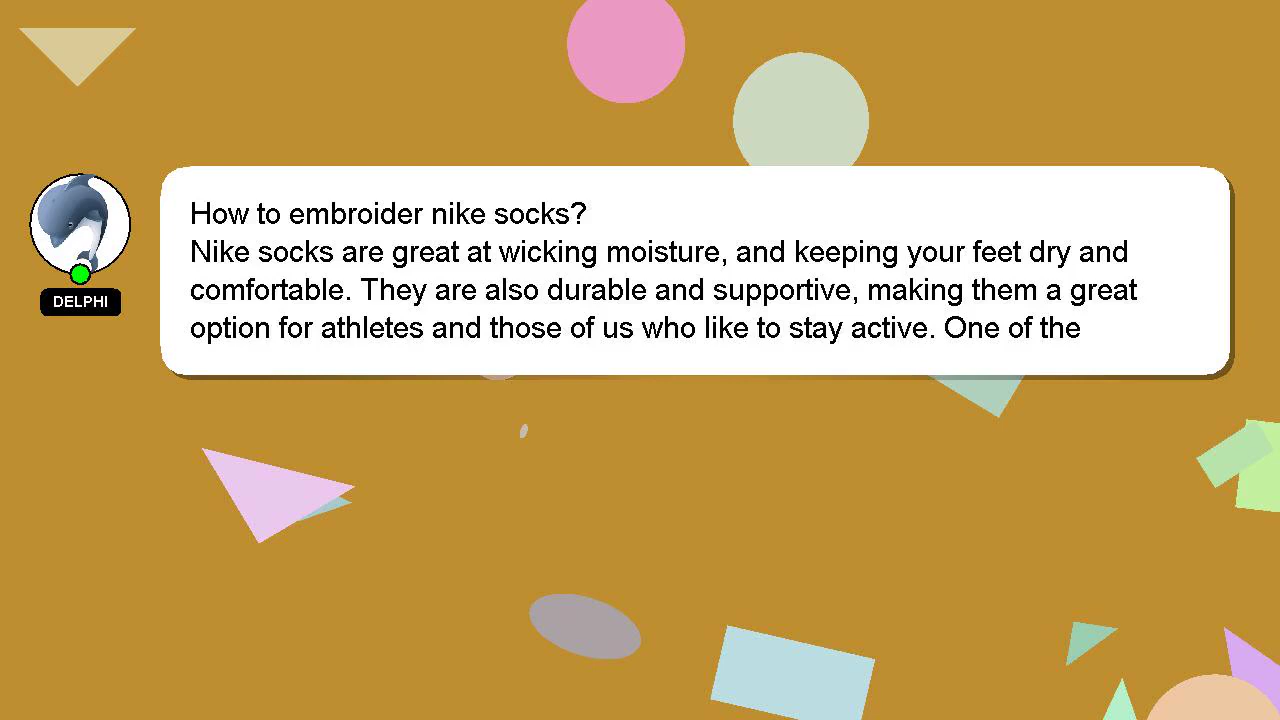 How to embroider nike socks?
Nike socks are great at wicking moisture, and keeping your feet dry and
comfortable. They are also durable and supportive, making them a great
option for athletes and those of us who like to stay active. One of the
DELPHI